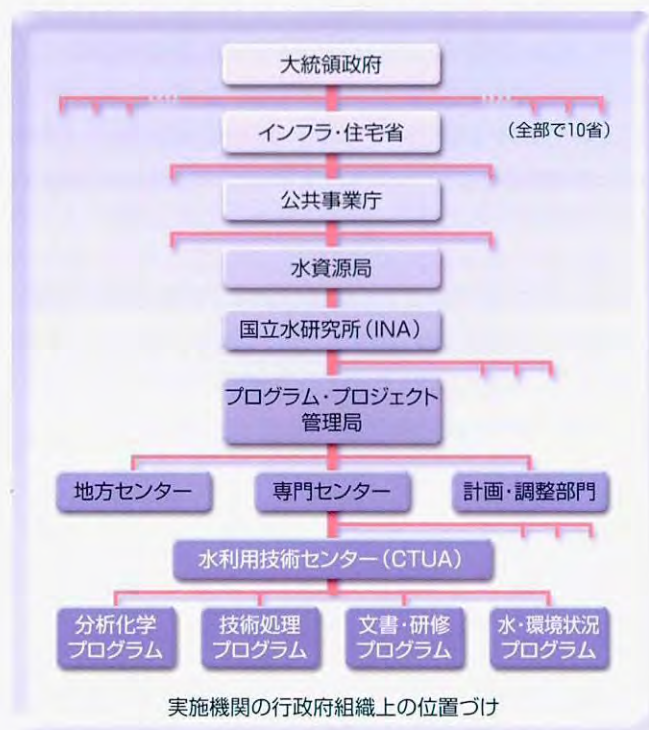 大統領政府
インフラ・住宅省
(全部で10省)
公共事業庁
水資源局
国立水研究所(INA)
プログラム・プロジェクト
管理局
地方センター
専門センター
計画・調整部門
水利用技術センター(CTUA)
分析化学
プログラム
技術処理
プログラム
文書・研修
プログラム
水・環境状況
プログラム
実施機関の行政府組織上の位置づけ